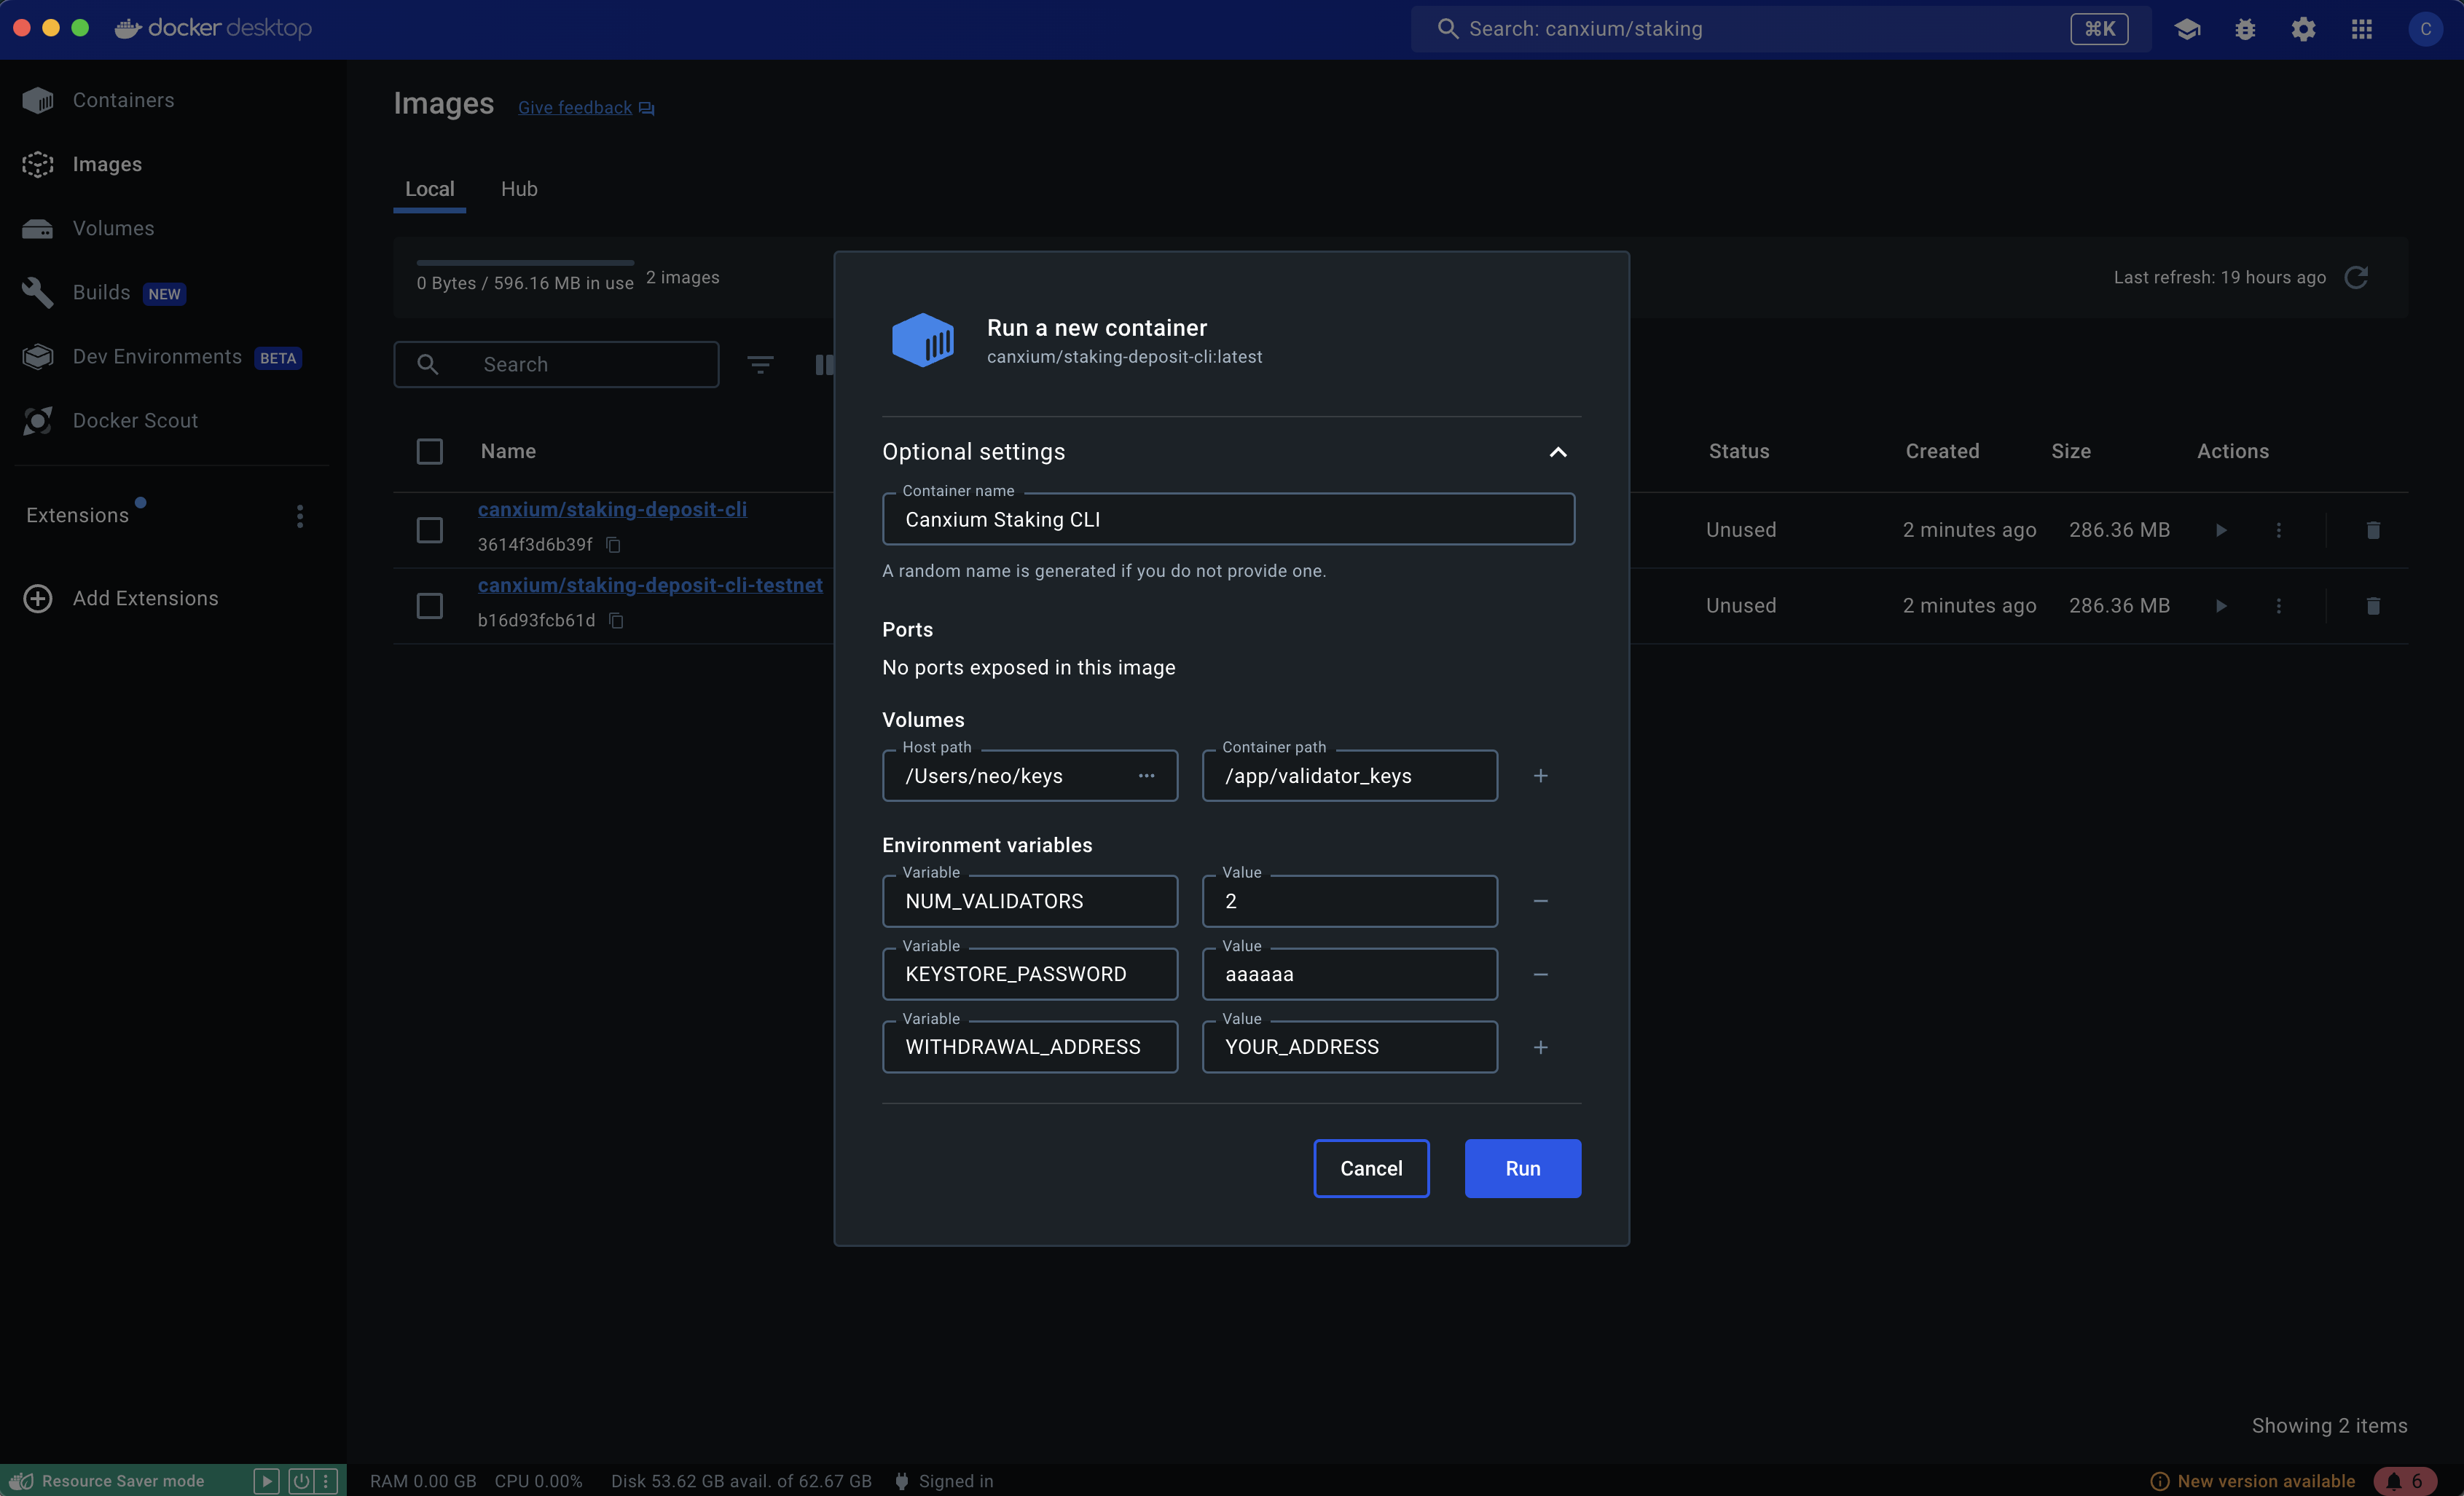 docker desktop
Search: canxium/staking
⌘K
C
Containers
Images
Volumes
Builds NEW
Dev Environments BETA
Docker Scout
Extensions
Add Extensions
Images Give feedback
Local Hub
0 Bytes / 596.16 MB in use 2 images
Last refresh: 19 hours ago
Search
Name Status Created Size Actions
canxium/staking-deposit-cli
3614f3d6b39f
Unused 2 minutes ago 286.36 MB
canxium/staking-deposit-cli-testnet
b16d93fcb61d
Unused 2 minutes ago 286.36 MB
Run a new container
canxium/staking-deposit-cli:latest
Optional settings
Container name
Canxium Staking CLI
A random name is generated if you do not provide one.
Ports
No ports exposed in this image
Volumes
Host path Container path
/Users/neo/keys ... /app/validator_keys
Environment variables
Variable Value
NUM_VALIDATORS 2
Variable Value
KEYSTORE_PASSWORD aaaaaa
Variable Value
WITHDRAWAL_ADDRESS YOUR_ADDRESS
Cancel Run
Showing 2 items
Resource Saver mode
RAM 0.00 GB CPU 0.00% Disk 53.62 GB avail. of 62.67 GB Signed in
New version available 6